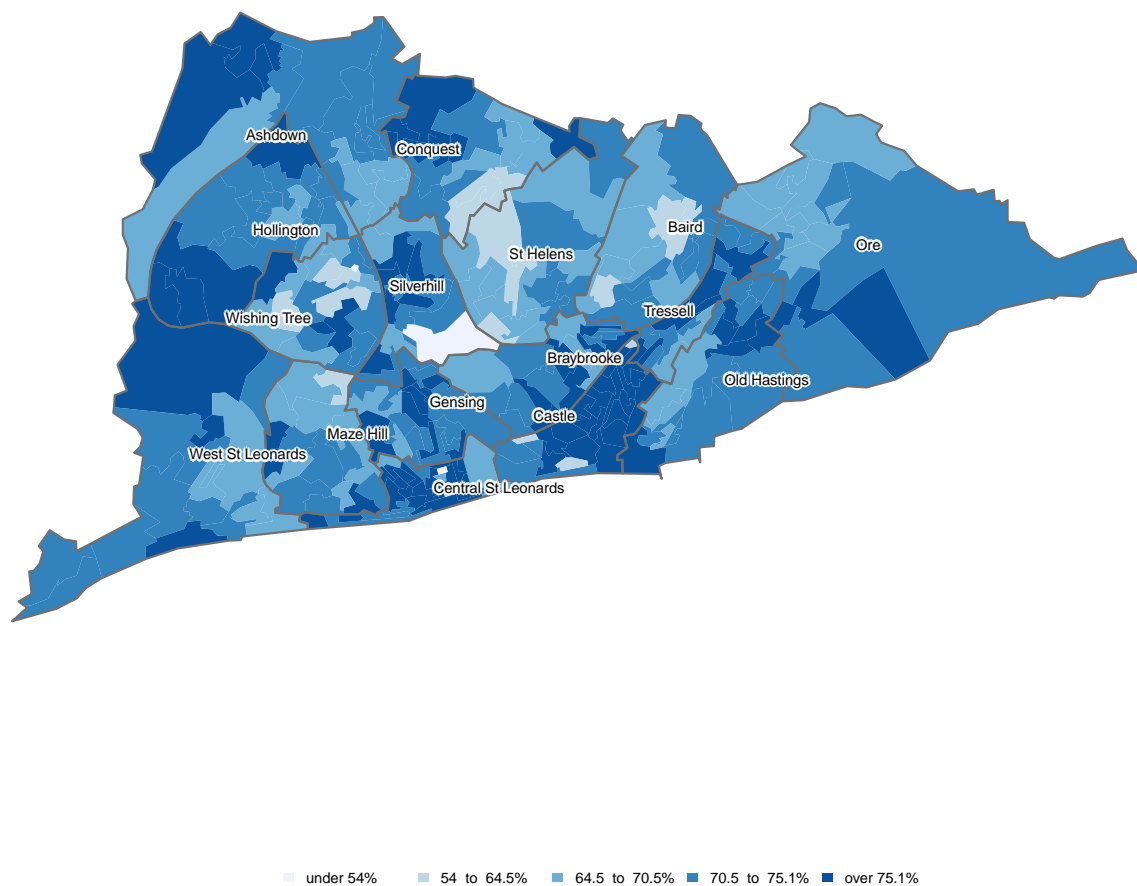 Ashdown
Conquest
Hollington
Baird
Ore
St Helens
Silverhill
Wishing Tree
Tressell
Braybrooke
Old Hastings
Gensing
Castle
Maze Hill
West St Leonards
Central St Leonards
under 54% 54 to 64.5% 64.5 to 70.5% 70.5 to 75.1% over 75.1%